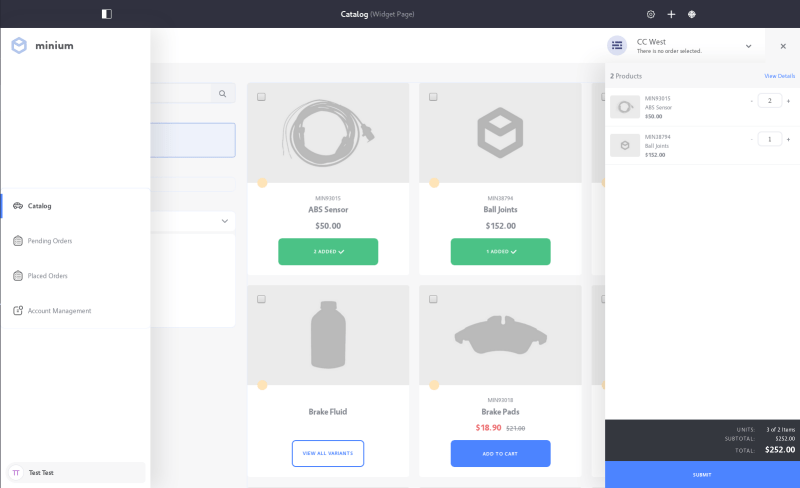 Catalog (Widget Page)
minium
Catalog
Pending Orders
Placed Orders
Account Management
TT Test Test
MIN93015
ABS Sensor
$50.00
2 ADDED
MIN38794
Ball Joints
$152.00
1 ADDED
Brake Fluid
VIEW ALL VARIANTS
MIN93018
Brake Pads
$18.90 $21.00
ADD TO CART
CC West
There is no order selected.
2 Products View Details
MIN93015
ABS Sensor
$50.00
- 2 +
MIN38794
Ball Joints
$152.00
- 1 +
UNITS: 3 of 2 Items
SUBTOTAL: $252.00
TOTAL: $252.00
SUBMIT